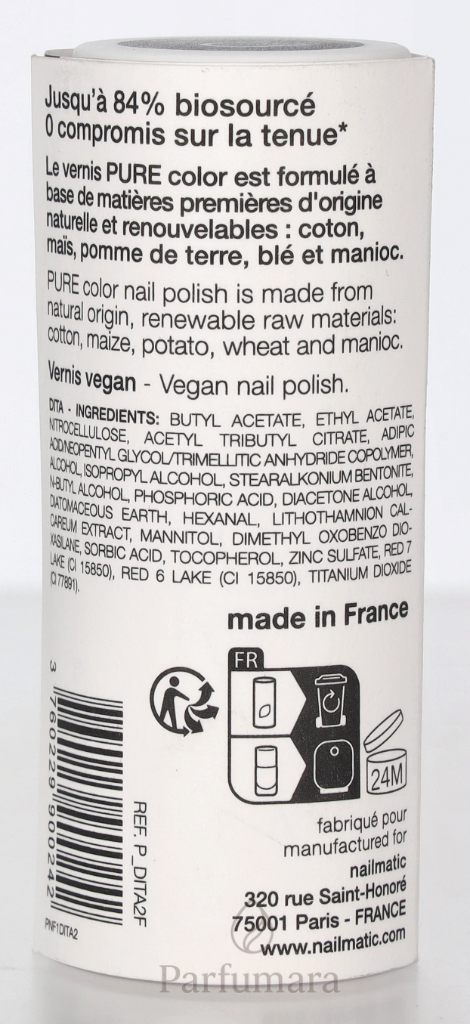 Jusqu'à 84% biosourcé
0 compromis sur la tenue*
Le vernis PURE color est formulé à
base de matières premières d'origine
naturelle et renouvelables : coton,
maïs, pomme de terre, blé et manioc.
PURE color nail polish is made from
natural origin, renewable raw materials:
cotton, maize, potato, wheat and manioc.
Vernis vegan - Vegan nail polish.
DITA - INGREDIENTS: BUTYL ACETATE, ETHYL ACETATE,
NITROCELLULOSE, ACETYL TRIBUTYL CITRATE, ADIPIC
ACID/NEOPENTYL GLYCOL/TRIMELLITIC ANHYDRIDE COPOLYMER,
ALCOHOL, ISOPROPYL ALCOHOL, STEARALKONIUM BENTONITE,
N-BUTYL ALCOHOL, PHOSPHORIC ACID, DIACETONE ALCOHOL,
DIATOMACEOUS EARTH, HEXANAL, LITHOTHAMNION CAL-
CAREUM EXTRACT, MANNITOL, DIMETHYL OXOBENZO DIO-
XASILANE, SORBIC ACID, TOCOPHEROL, ZINC SULFATE, RED 7
LAKE (CI 15850), RED 6 LAKE (CI 15850), TITANIUM DIOXIDE
(CI 77891).
made in France
FR
24M
3 760229 900242
REF. P_DITA2F
PNF1DITA2
fabriqué pour
manufactured for
nailmatic
320 rue Saint-Honoré
75001 Paris - FRANCE
www.nailmatic.com
Parfumara